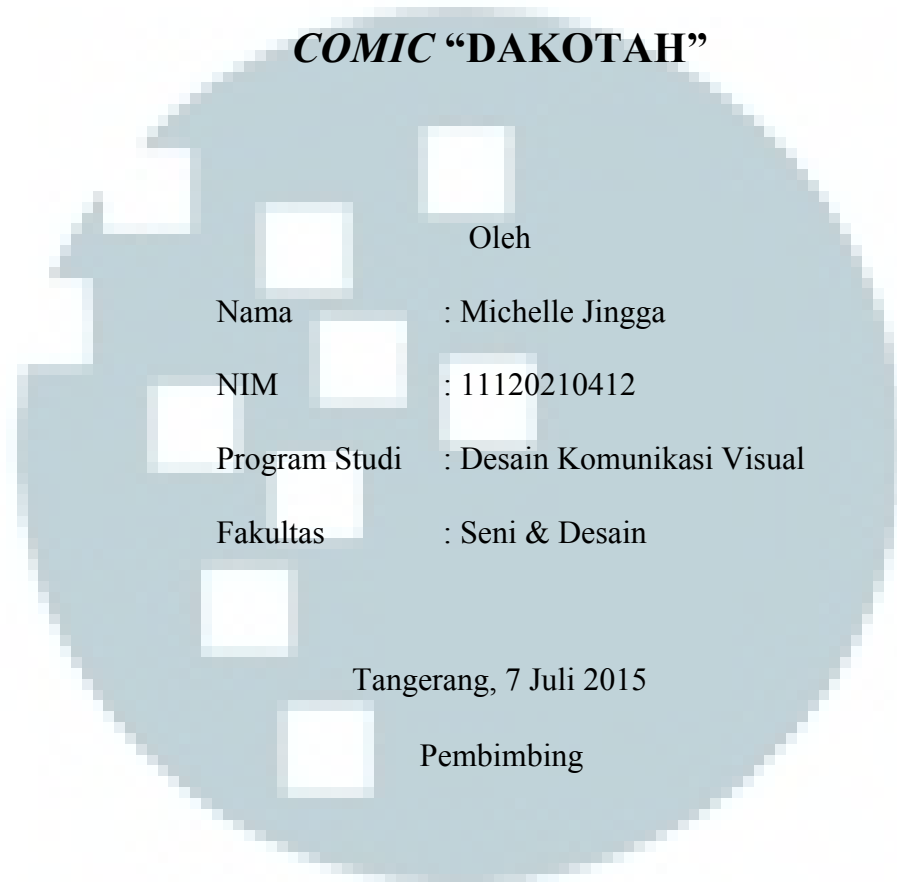 COMIC “DAKOTAH”
Oleh
Nama : Michelle Jingga
NIM : 11120210412
Program Studi : Desain Komunikasi Visual
Fakultas : Seni & Desain
Tangerang, 7 Juli 2015
Pembimbing